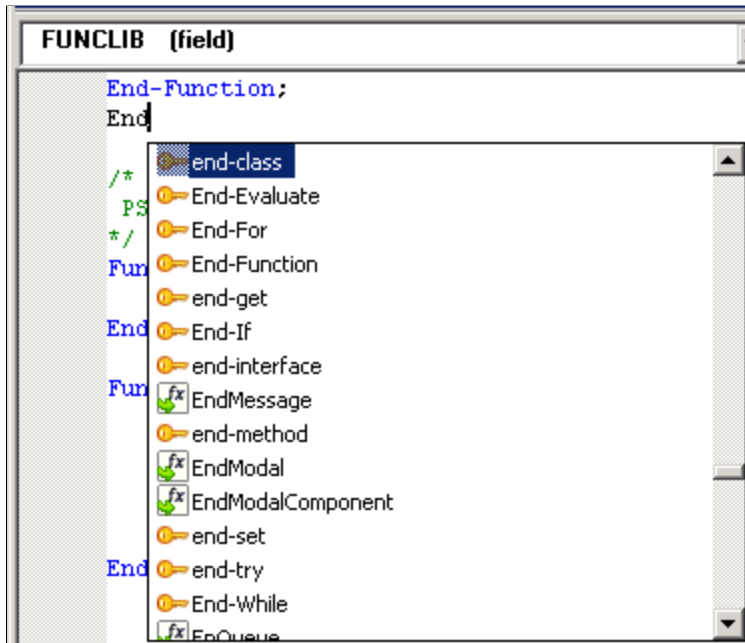 FUNCLIB (field)
End-Function;
End
/*
PS
*/
Fun
End
Fun
End
end-class
End-Evaluate
End-For
End-Function
end-get
End-If
end-interface
EndMessage
end-method
EndModal
EndModalComponent
end-set
end-try
End-While
EnQueue